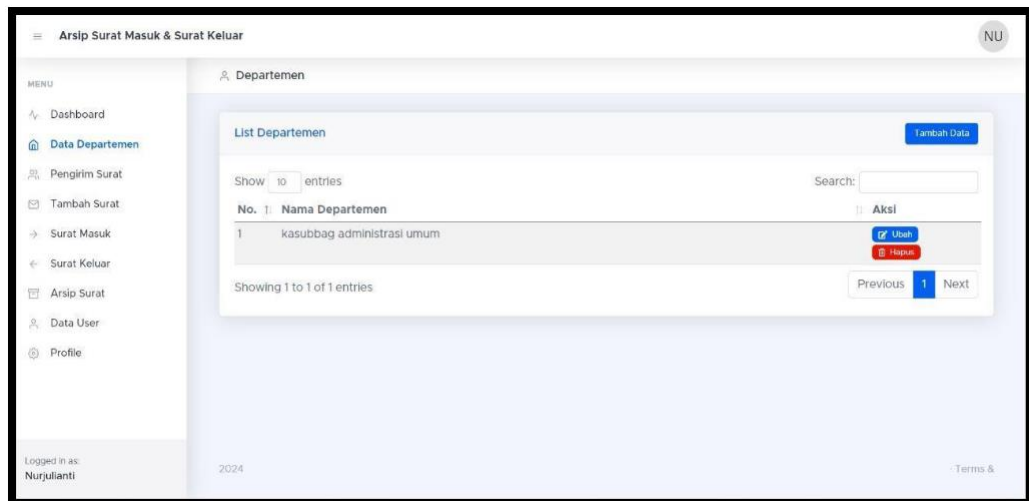 Arsip Surat Masuk & Surat Keluar
NU
MENU
Dashboard
Data Departemen
Pengirim Surat
Tambah Surat
Surat Masuk
Surat Keluar
Arsip Surat
Data User
Profile
Logged in as:
Nurjulianti
Departemen
List Departemen
Tambah Data
Show 10 entries
Search:
No. Nama Departemen Aksi
1 kasubbag administrasi umum Ubah
Hapus
Showing 1 to 1 of 1 entries
Previous 1 Next
2024
· Terms &